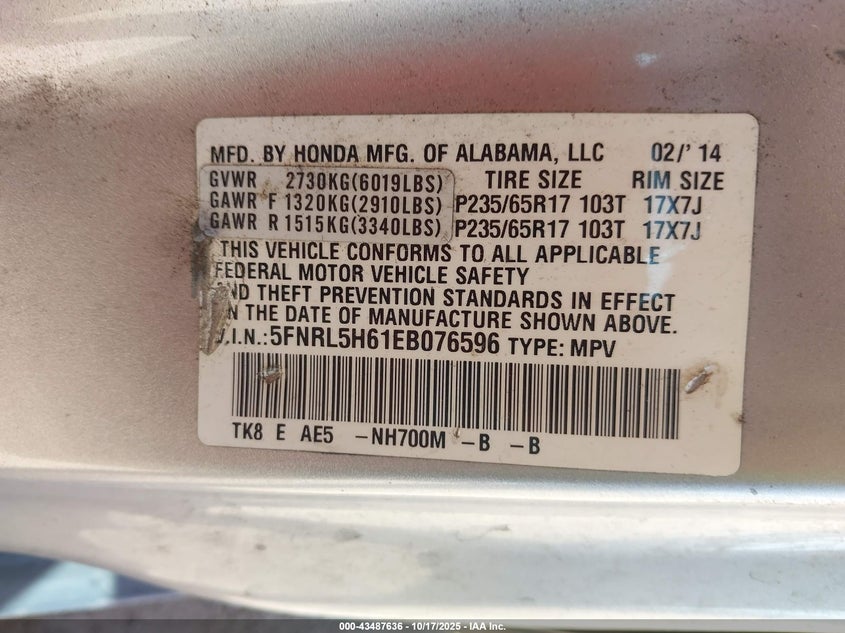 MFD. BY HONDA MFG. OF ALABAMA, LLC 02/' 14
GVWR 2730KG(6019LBS) TIRE SIZE RIM SIZE
GAWR F 1320KG(2910LBS) P235/65R17 103T 17X7J
GAWR R 1515KG(3340LBS) P235/65R17 103T 17X7J
THIS VEHICLE CONFORMS TO ALL APPLICABLE
FEDERAL MOTOR VEHICLE SAFETY
AND THEFT PREVENTION STANDARDS IN EFFECT
ON THE DATE OF MANUFACTURE SHOWN ABOVE.
V.I.N.: 5FNRL5H61EB076596 TYPE: MPV
TK8 E AE5 -NH700M -B -B
000-43487636 - 10/17/2025 - IAA Inc.